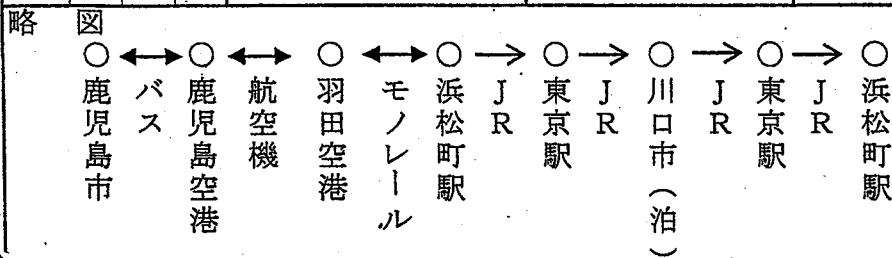 略 図
○↔○↔○↔○→○→○→○→○
鹿児島市
バス
鹿児島空港
航空機
羽田空港
モノレール
浜松町駅
JR
東京駅
JR
川口市(泊)
JR
東京駅
JR
浜松町駅